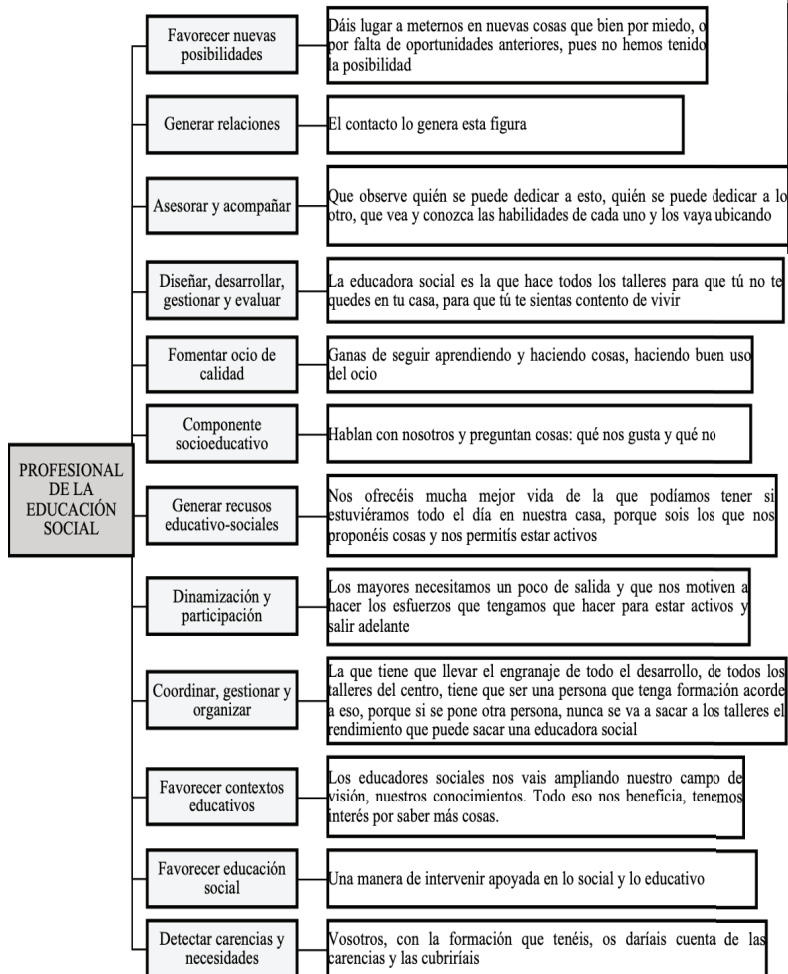 PROFESIONAL
DE LA
EDUCACIÓN
SOCIAL
Favorecer nuevas
posibilidades
Dáis lugar a meternos en nuevas cosas que bien por miedo, o
por falta de oportunidades anteriores, pues no hemos tenido
la posibilidad
Generar relaciones
El contacto lo genera esta figura
Asesorar y acompañar
Que observe quién se puede dedicar a esto, quién se puede dedicar a lo
otro, que vea y conozca las habilidades de cada uno y los vaya ubicando
Diseñar, desarrollar,
gestionar y evaluar
La educadora social es la que hace todos los talleres para que tú no te
quedes en tu casa, para que tú te sientas contento de vivir
Fomentar ocio de
calidad
Ganas de seguir aprendiendo y haciendo cosas, haciendo buen uso
del ocio
Componente
socioeducativo
Hablan con nosotros y preguntan cosas: qué nos gusta y qué no
Generar recusos
educativo-sociales
Nos ofrecéis mucha mejor vida de la que podíamos tener si
estuviéramos todo el día en nuestra casa, porque sois los que nos
proponéis cosas y nos permitís estar activos
Dinamización y
participación
Los mayores necesitamos un poco de salida y que nos motiven a
hacer los esfuerzos que tengamos que hacer para estar activos y
salir adelante
Coordinar, gestionar y
organizar
La que tiene que llevar el engranaje de todo el desarrollo, de todos los
talleres del centro, tiene que ser una persona que tenga formación acorde
a eso, porque si se pone otra persona, nunca se va a sacar a los talleres el
rendimiento que puede sacar una educadora social
Favorecer contextos
educativos
Los educadores sociales nos vais ampliando nuestro campo de
visión, nuestros conocimientos. Todo eso nos beneficia, tenemos
interés por saber más cosas.
Favorecer educación
social
Una manera de intervenir apoyada en lo social y lo educativo
Detectar carencias y
necesidades
Vosotros, con la formación que tenéis, os daríais cuenta de las
carencias y las cubriríais